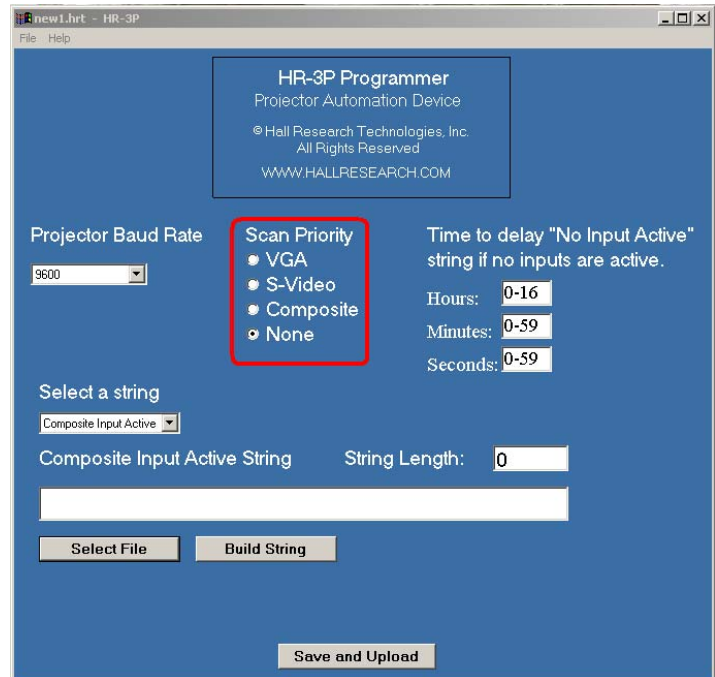 new1.hrt - HR-3P
File Help
HR-3P Programmer
Projector Automation Device
© Hall Research Technologies, Inc.
All Rights Reserved
WWW.HALLRESEARCH.COM
Projector Baud Rate
9600
Scan Priority
VGA
S-Video
Composite
None
Time to delay "No Input Active"
string if no inputs are active.
Hours: 0-16
Minutes: 0-59
Seconds: 0-59
Select a string
Composite Input Active
Composite Input Active String String Length: 0
Select File Build String
Save and Upload